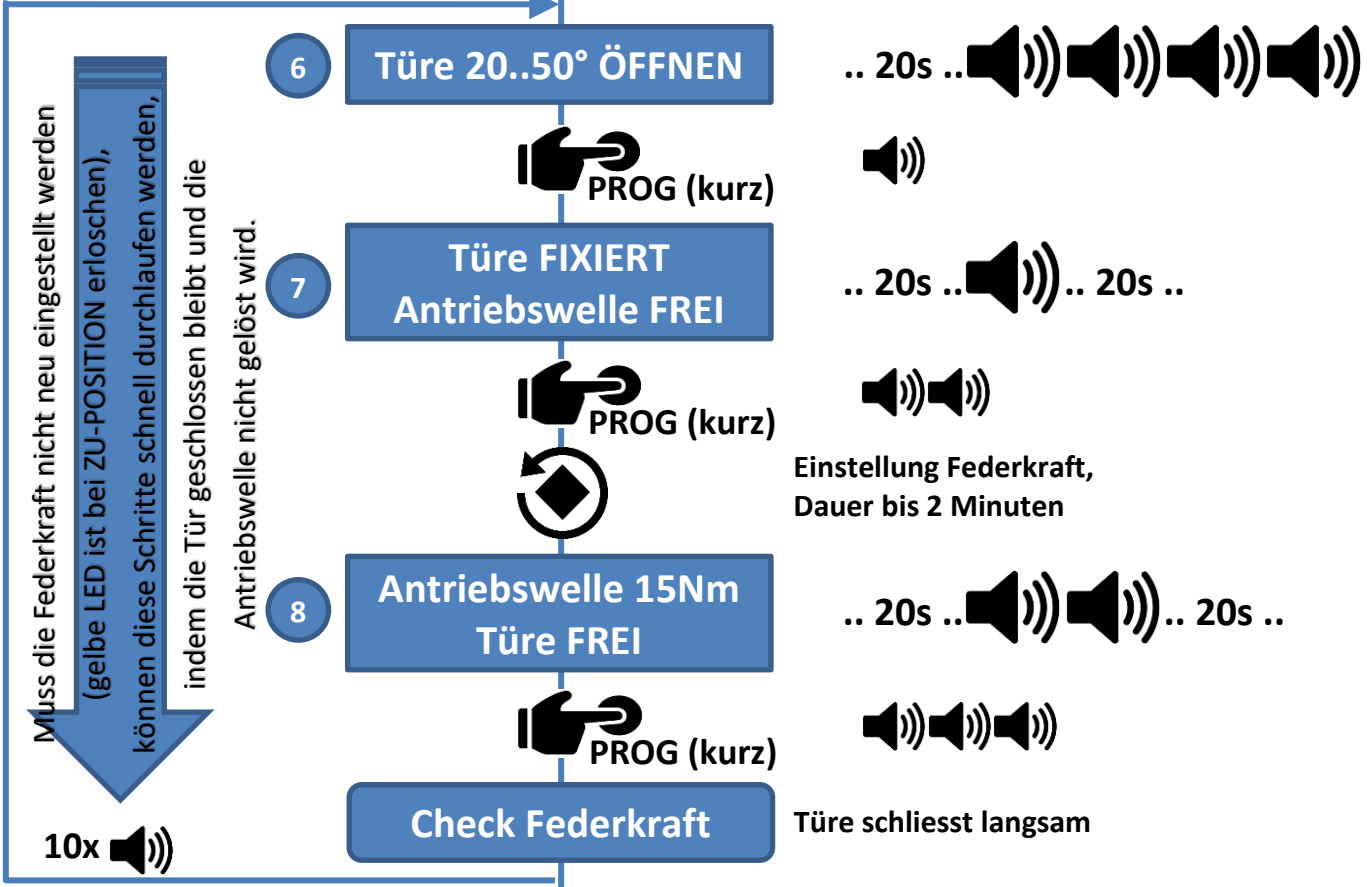 6
Türe 20..50° ÖFFNEN
.. 20s ..
PROG (kurz)
7
Türe FIXIERT
Antriebswelle FREI
.. 20s .. .. 20s ..
PROG (kurz)
Einstellung Federkraft,
Dauer bis 2 Minuten
8
Antriebswelle 15Nm
Türe FREI
.. 20s .. .. 20s ..
PROG (kurz)
Check Federkraft
Türe schliesst langsam
Muss die Federkraft nicht neu eingestellt werden
(gelbe LED ist bei ZU-POSITION erloschen),
können diese Schritte schnell durchlaufen werden,
indem die Tür geschlossen bleibt und die
Antriebswelle nicht gelöst wird.
10x